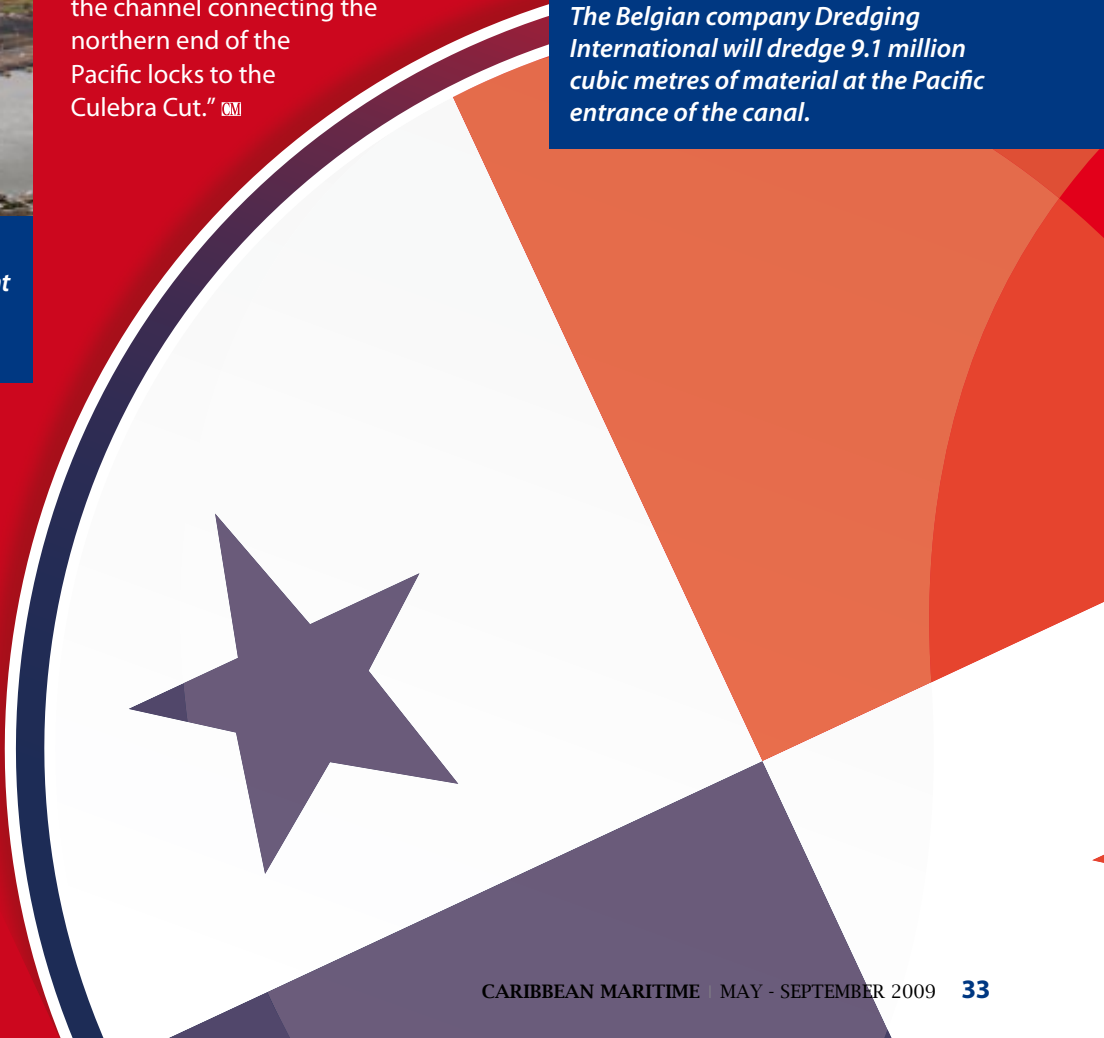 the channel connecting the
northern end of the
Pacific locks to the
Culebra Cut.” CM
The Belgian company Dredging
International will dredge 9.1 million
cubic metres of material at the Pacific
entrance of the canal.
CARIBBEAN MARITIME | MAY - SEPTEMBER 2009 33